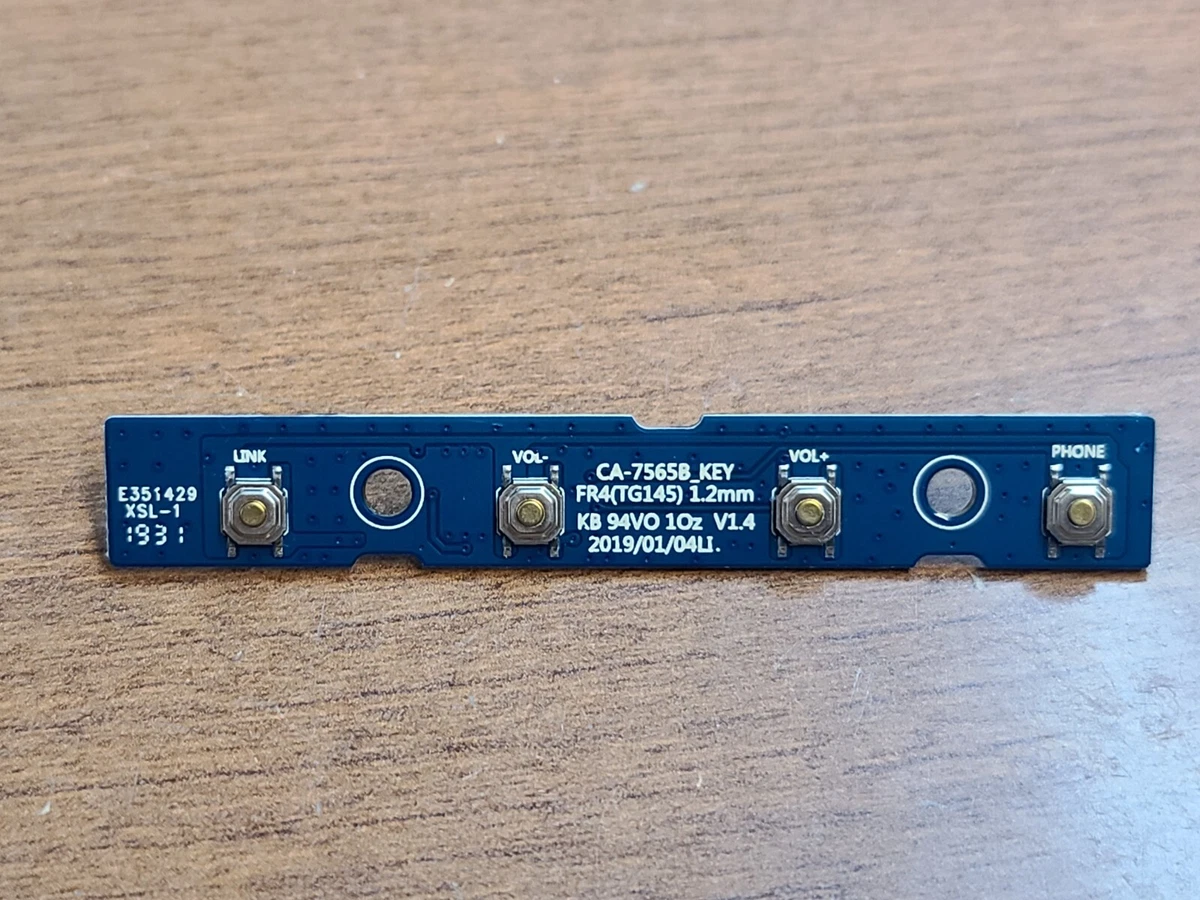 LINK
VOL-
VOL+
PHONE
E351429
XSL-1
1931
CA-7565B_KEY
FR4(TG145) 1.2mm
KB 94VO 1Oz V1.4
2019/01/04LI.